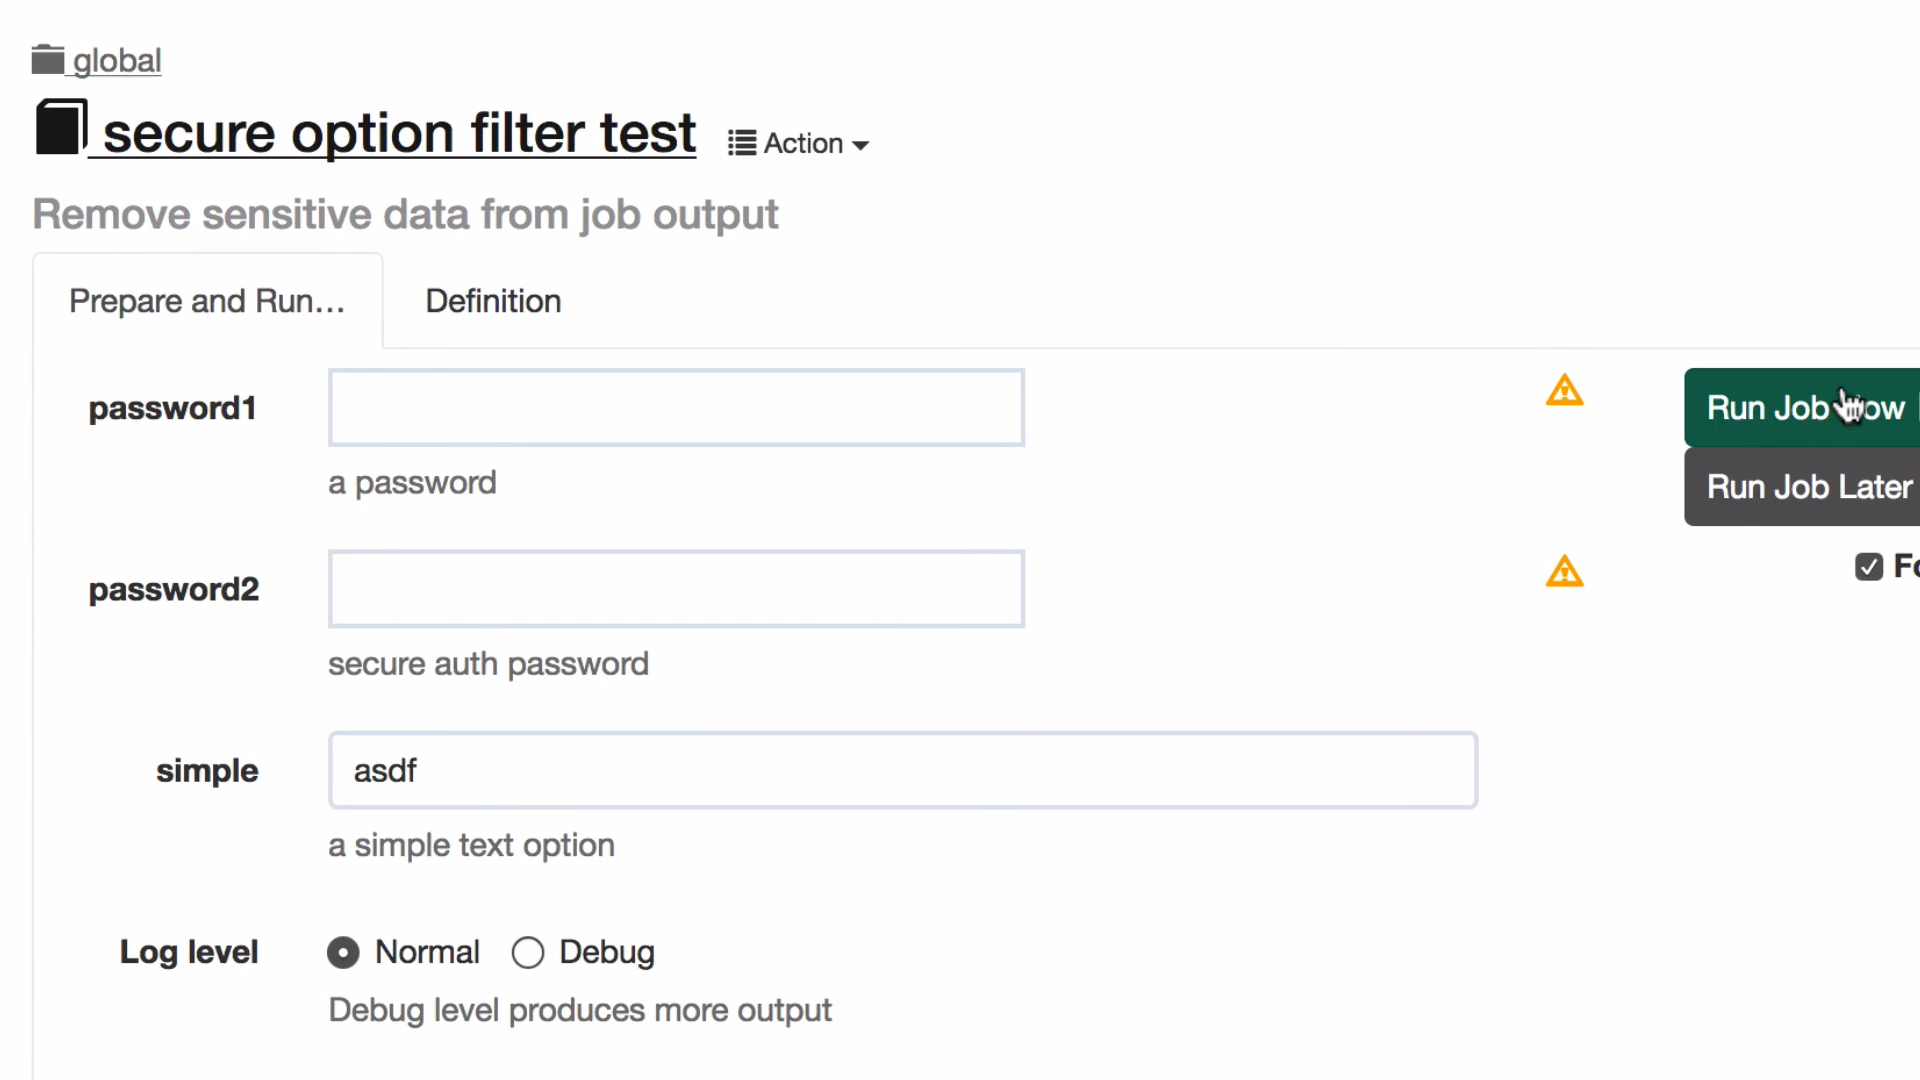 global
secure option filter test
Action
Remove sensitive data from job output
Prepare and Run...
Definition
password1
Run Job
a password
Run Job Later
password2
secure auth password
simple
asdf
a simple text option
Log level
Normal
Debug
Debug level produces more output